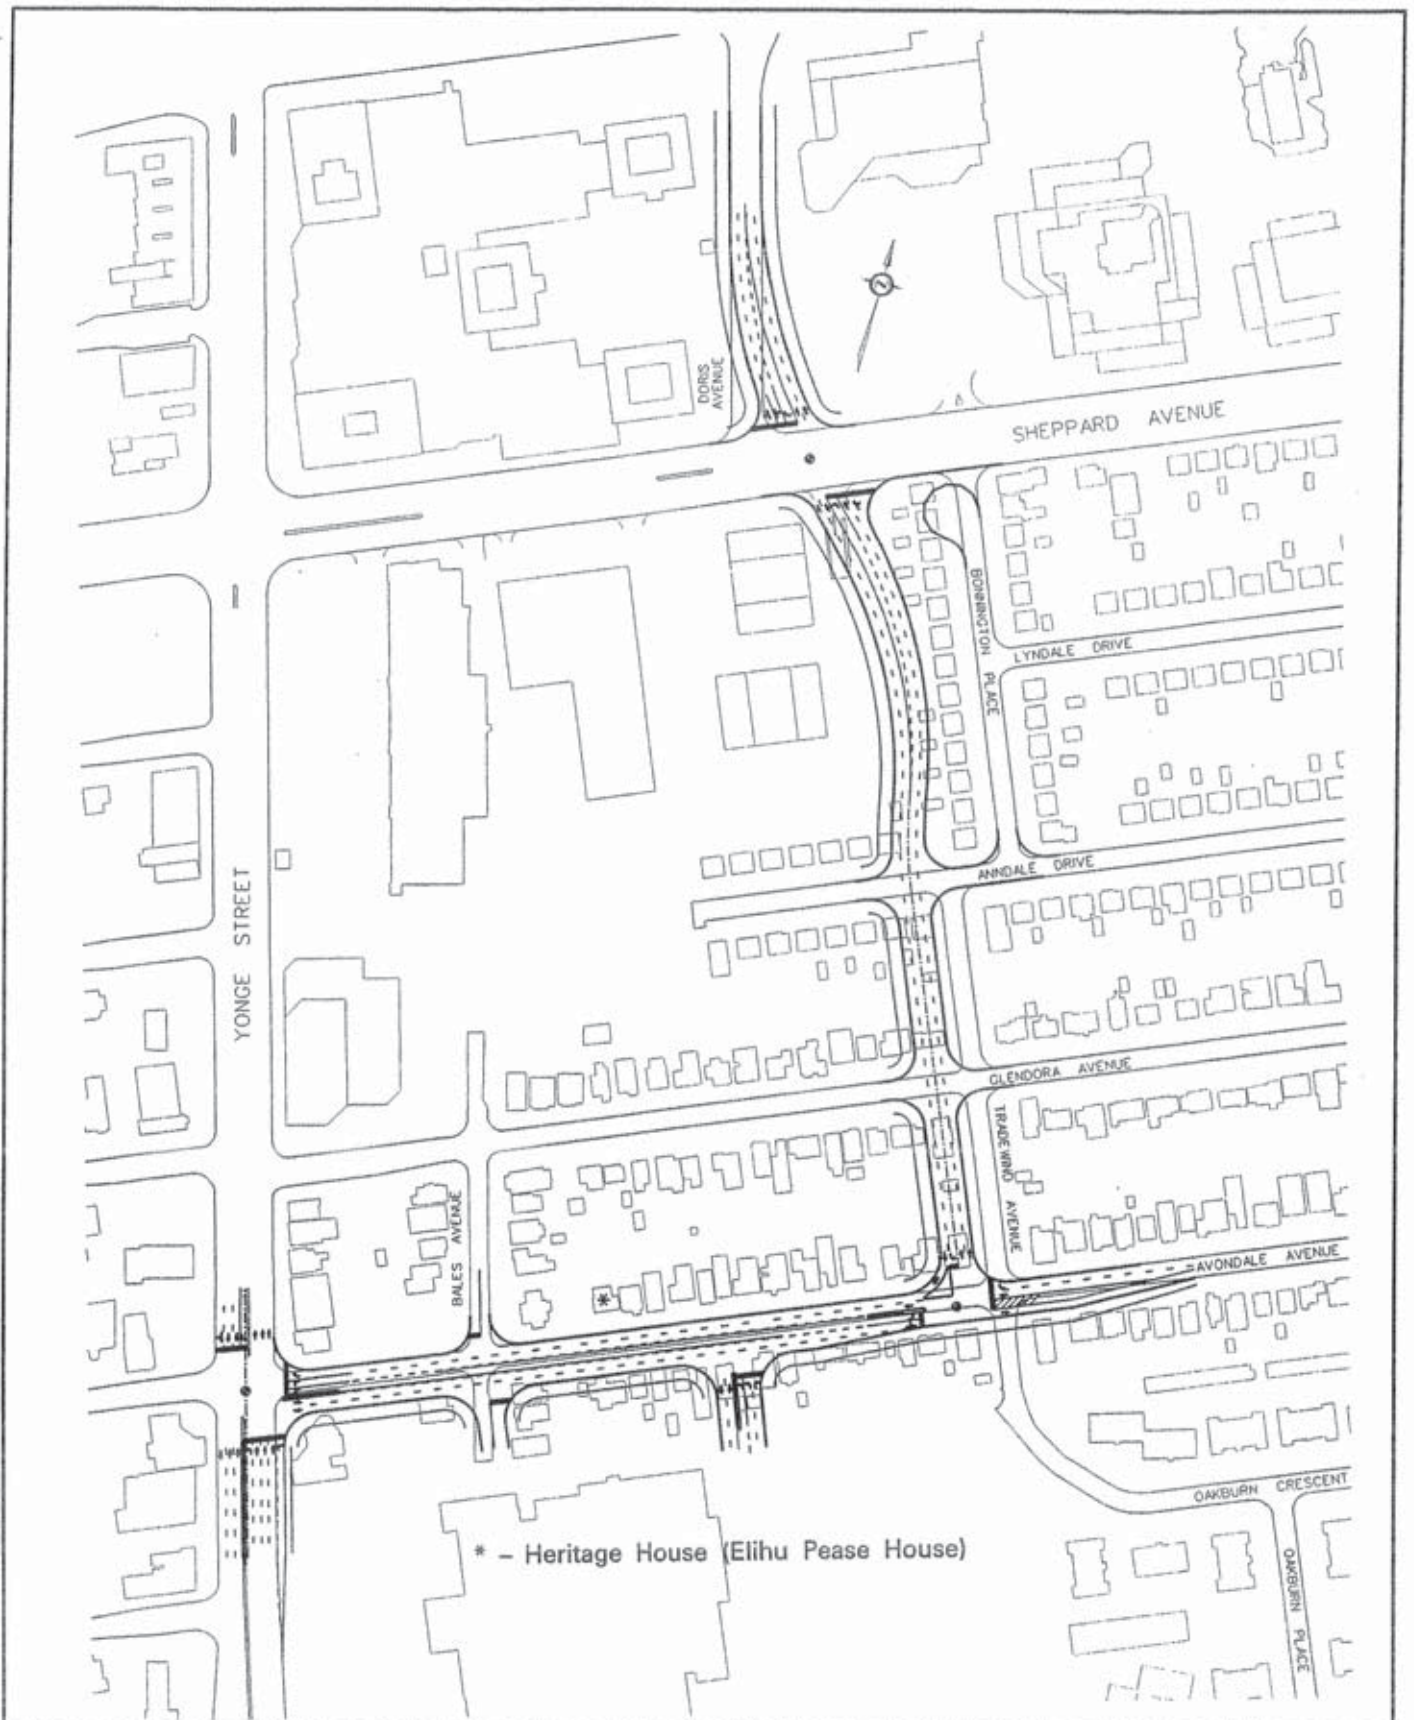 DORIS
AVENUE
SHEPPARD AVENUE
BONNINGTON PLACE
LYNDALE DRIVE
YONGE STREET
ANNDALE DRIVE
GLENDORA AVENUE
TRADEWIND AVENUE
BALES AVENUE
AVONDALE AVENUE
*
OAKBURN CRESCENT
* – Heritage House (Elihu Pease House)
OAKBURN PLACE